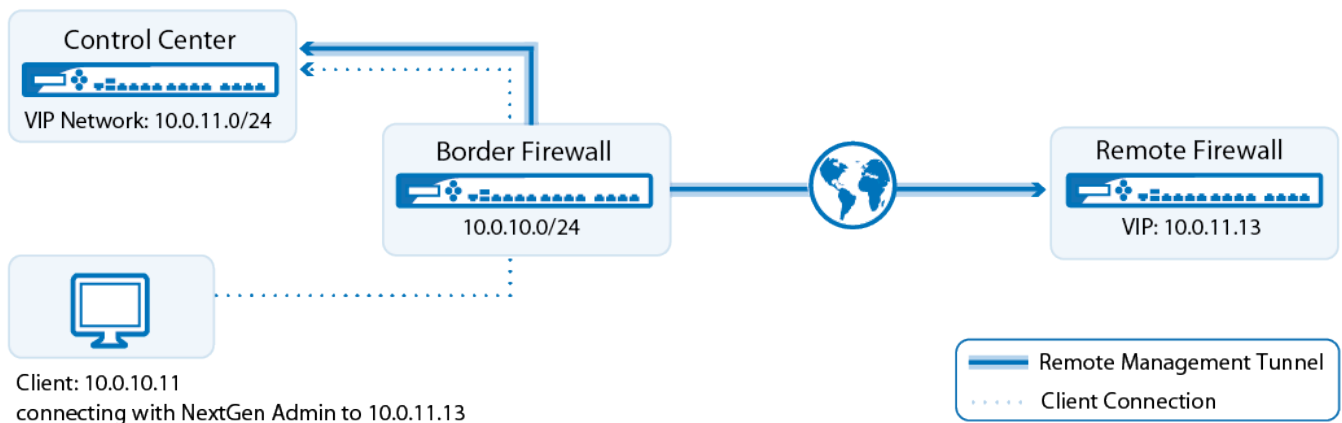 Control Center
VIP Network: 10.0.11.0/24
Border Firewall
10.0.10.0/24
Remote Firewall
VIP: 10.0.11.13
Client: 10.0.10.11
connecting with NextGen Admin to 10.0.11.13
Remote Management Tunnel
Client Connection